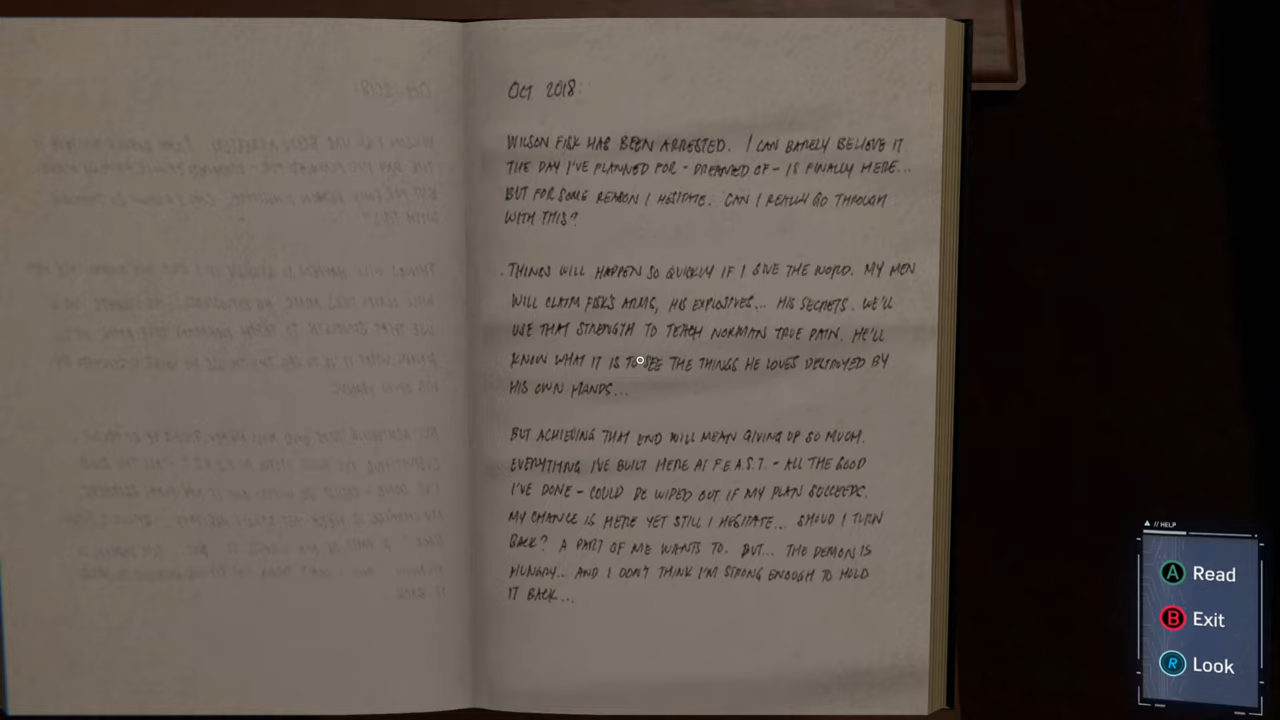 OCT 2018
WILSON FISK HAS BEEN ARRESTED. I CAN BARELY BELIEVE IT
THE DAY I'VE PLANNED FOR - DREAMED OF - IS FINALLY HERE...
BUT FOR SOME REASON I HESITATE. CAN I REALLY GO THROUGH
WITH THIS?
THINGS WILL HAPPEN SO QUICKLY IF I GIVE THE WORD. MY MEN
WILL CLAIM FISK'S ARMS, HIS EXPLOSIVES... HIS SECRETS. WE'LL
USE THAT STRENGTH TO TEACH NORMAN TRUE PAIN. HE'LL
KNOW WHAT IT IS TO SEE THE THINGS HE LOVES DESTROYED BY
HIS OWN HANDS...
BUT ACHIEVING THAT END WILL MEAN GIVING UP SO MUCH.
EVERYTHING I'VE BUILT HERE AT F.E.A.S.T. - ALL THE GOOD
I'VE DONE - COULD BE WIPED OUT IF MY PLAN SUCCEEDS.
MY CHANCE IS HERE YET STILL I HESITATE... SHOULD I TURN
BACK? A PART OF ME WANTS TO. BUT... THE DEMON IS
HUNGRY... AND I DON'T THINK I'M STRONG ENOUGH TO HOLD
IT BACK...
// HELP
A Read
B Exit
R Look